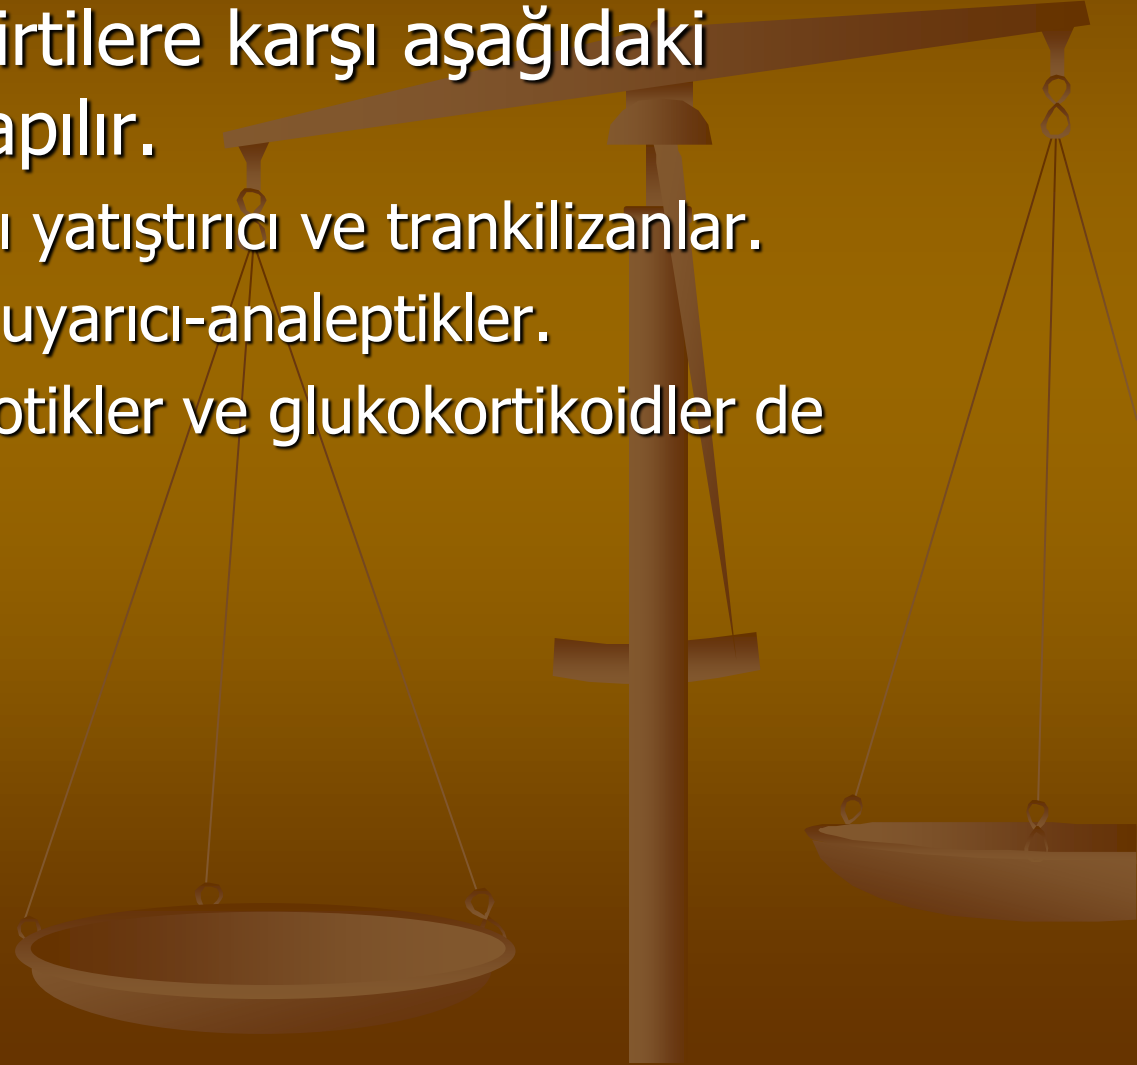 irtilere karşı aşağıdaki
apılır.
ı yatıştırıcı ve trankilizanlar.
uyarıcı-analeptikler.
otikler ve glukokortikoidler de